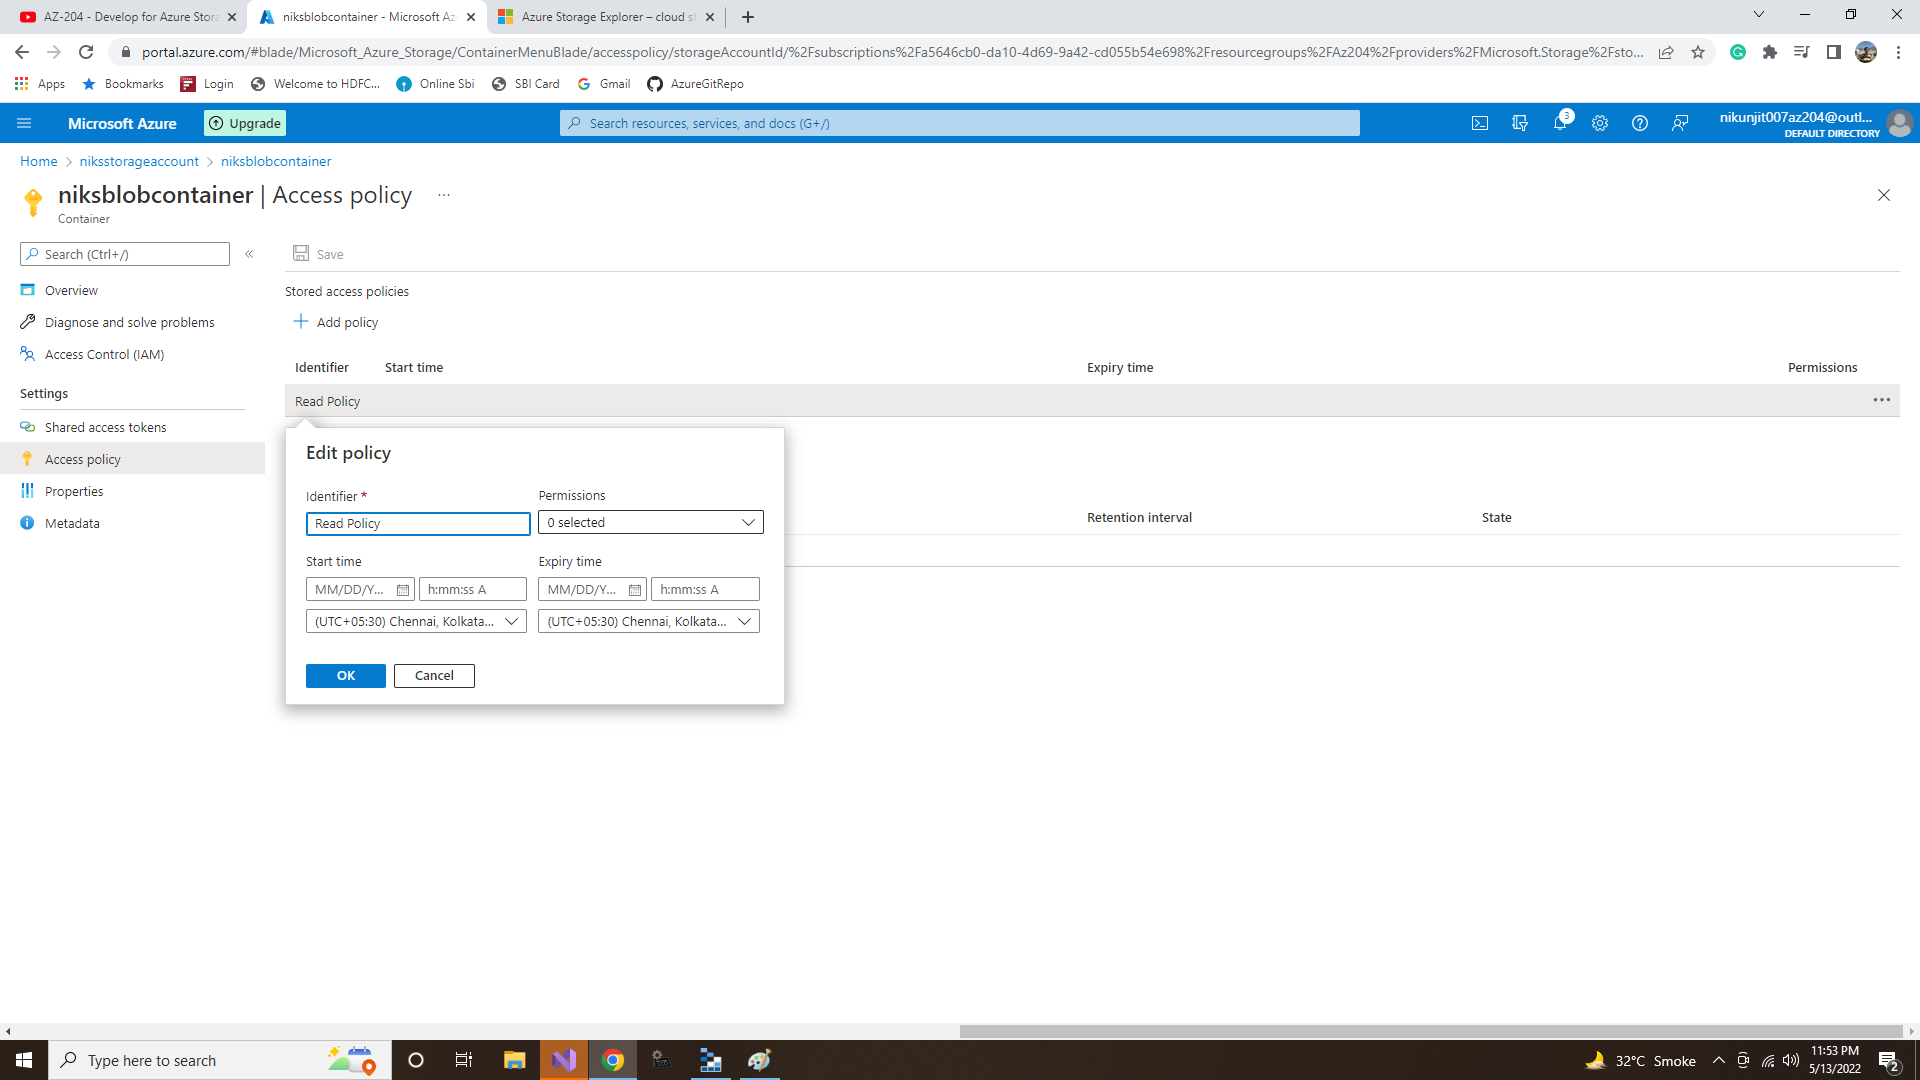 AZ-204 - Develop for Azure Stora
niksblobcontainer - Microsoft Az
Azure Storage Explorer – cloud st
portal.azure.com/#blade/Microsoft_Azure_Storage/ContainerMenuBlade/accesspolicy/storageAccountId/%2Fsubscriptions%2Fa5646cb0-da10-4d69-9a42-cd055b54e698%2Fresourcegroups%2FAz204%2Fproviders%2FMicrosoft.Storage%2Fsto...
Apps Bookmarks Login Welcome to HDFC... Online Sbi SBI Card Gmail AzureGitRepo
Microsoft Azure Upgrade Search resources, services, and docs (G+/) 3 nikunjit007az204@outl...
DEFAULT DIRECTORY
Home > niksstorageaccount > niksblobcontainer
niksblobcontainer | Access policy ...
Container
Search (Ctrl+/) «
Overview
Diagnose and solve problems
Access Control (IAM)
Settings
Shared access tokens
Access policy
Properties
Metadata
Save
Stored access policies
+ Add policy
Identifier Start time Expiry time Permissions
Read Policy ...
Edit policy
Identifier * Permissions
Read Policy 0 selected
Start time Expiry time
MM/DD/Y... h:mm:ss A MM/DD/Y... h:mm:ss A
(UTC+05:30) Chennai, Kolkata... (UTC+05:30) Chennai, Kolkata...
OK Cancel
Retention interval State
Type here to search
32°C Smoke
11:53 PM
5/13/2022
2